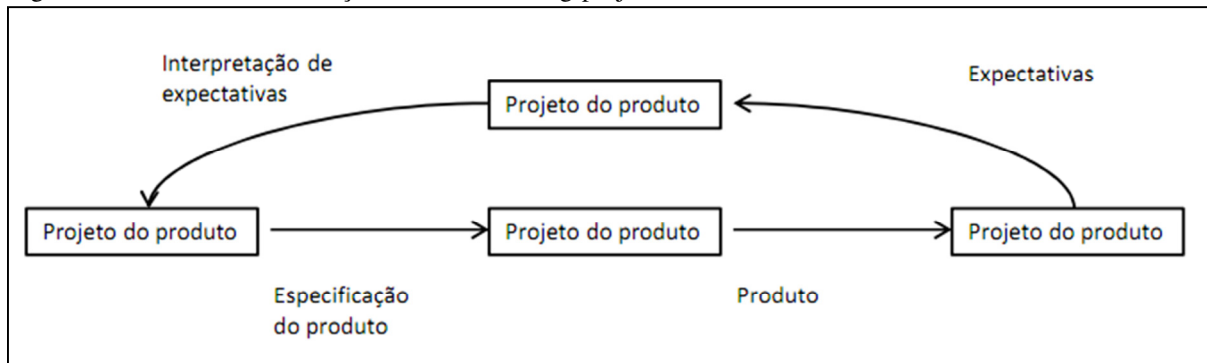 Interpretação de
expectativas
Expectativas
Projeto do produto
Projeto do produto
Projeto do produto
Projeto do produto
Especificação
do produto
Produto